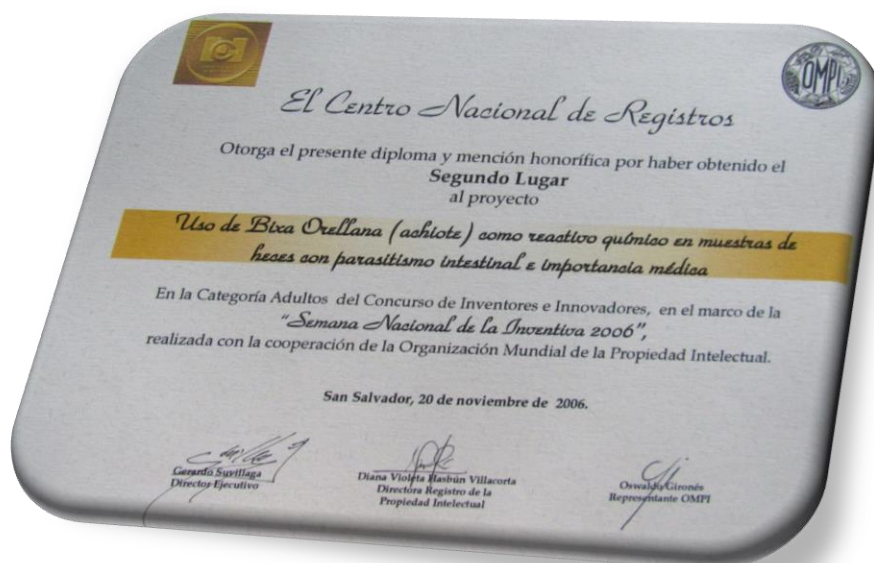 OMPI
El Centro Nacional de Registros
Otorga el presente diploma y mención honorífica por haber obtenido el
Segundo Lugar
al proyecto
Uso de Bixa Orellana (achiote) como reactivo químico en muestras de
heces con parasitismo intestinal e importancia médica
En la Categoría Adultos del Concurso de Inventores e Innovadores, en el marco de la
"Semana Nacional de la Inventiva 2006",
realizada con la cooperación de la Organización Mundial de la Propiedad Intelectual.
San Salvador, 20 de noviembre de 2006.
Gerardo Suvillaga
Director Ejecutivo
Diana Violeta Hasbún Villacorta
Directora Registro de la
Propiedad Intelectual
Oswaldo Gironés
Representante OMPI